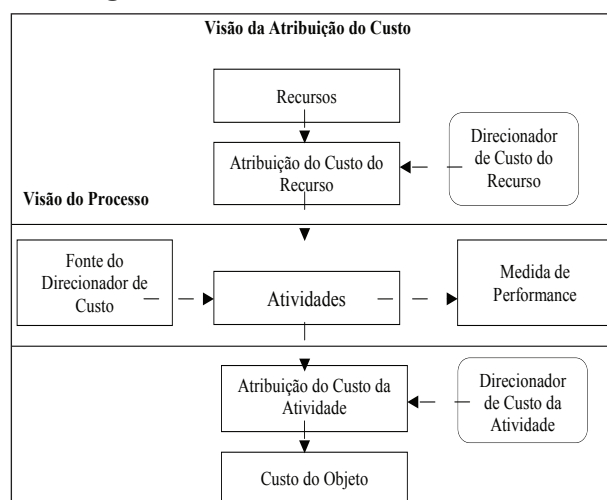 Visão da Atribuição do Custo
Recursos
Atribuição do Custo do
Recurso
Direcionador
de Custo do
Recurso
Visão do Processo
Fonte do
Direcionador de
Custo
Atividades
Medida de
Performance
Atribuição do Custo da
Atividade
Direcionador
de Custo da
Atividade
Custo do Objeto